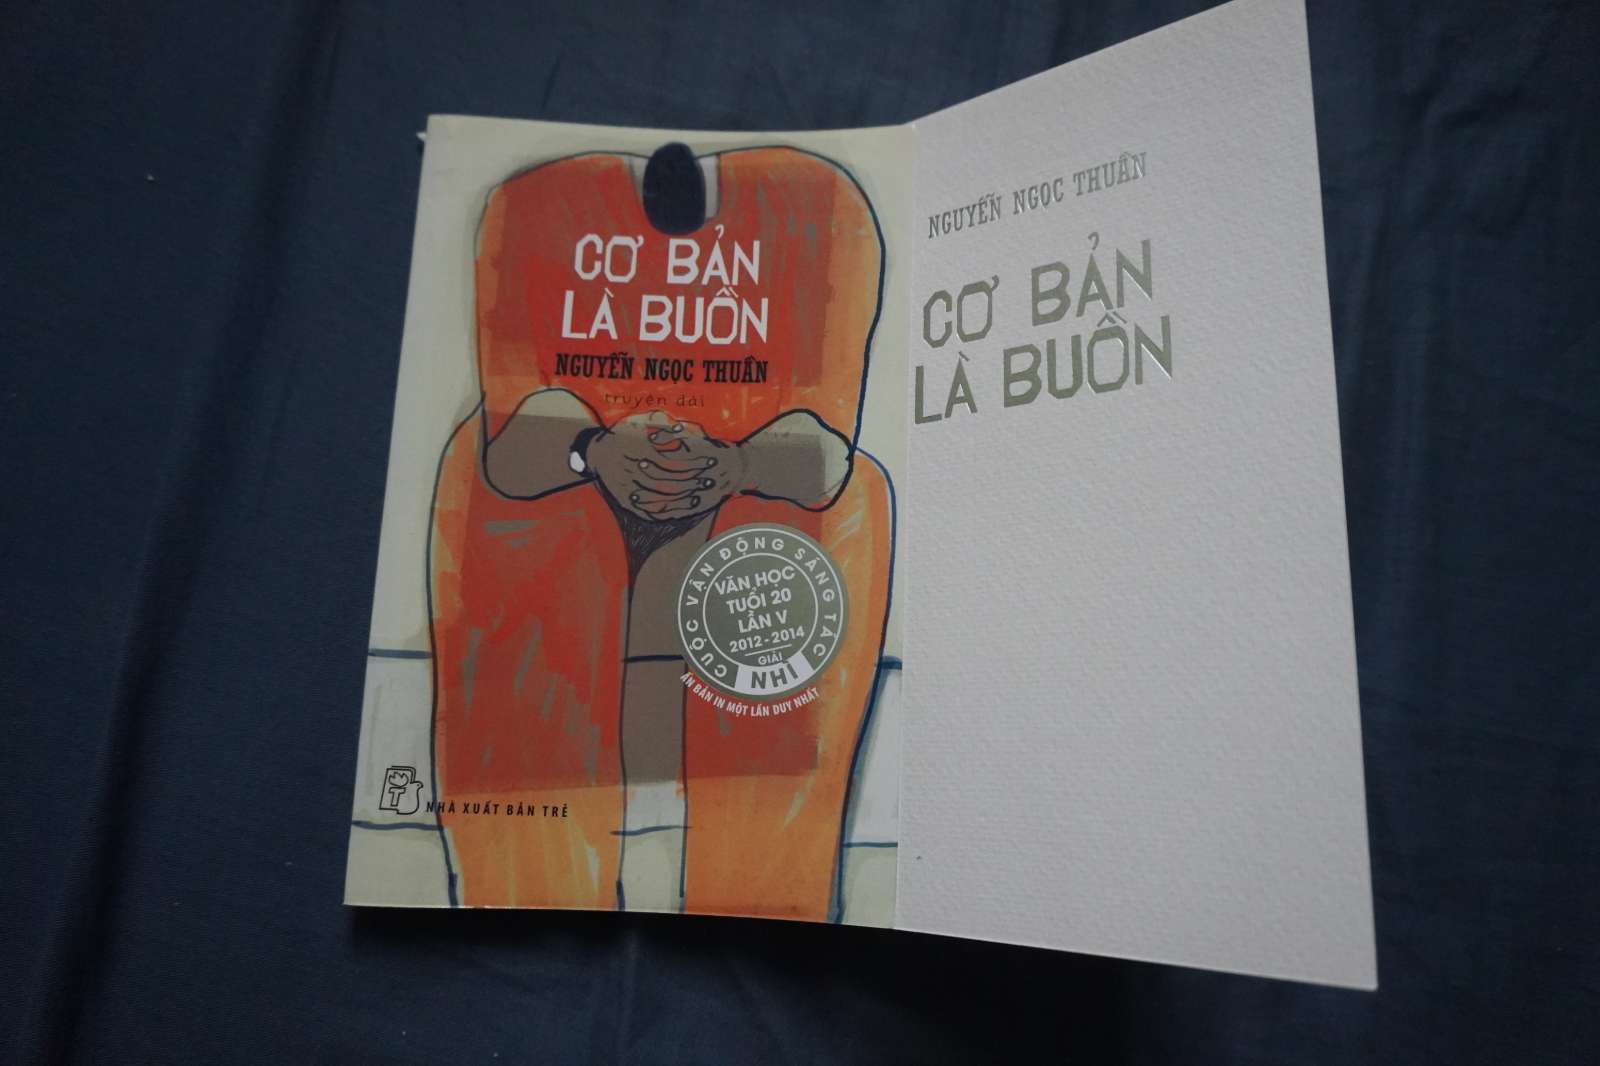 CƠ BẢN
LÀ BUỒN
NGUYỄN NGỌC THUẦN
truyện dài
CUỘC VẬN ĐỘNG SÁNG TÁC
VĂN HỌC
TUỔI 20
LẦN V
2012-2014
GIẢI
NHÌ
ẤN BẢN IN MỘT LẦN DUY NHẤT
T
NHÀ XUẤT BẢN TRẺ
NGUYỄN NGỌC THUẦN
CƠ BẢN
LÀ BUỒN